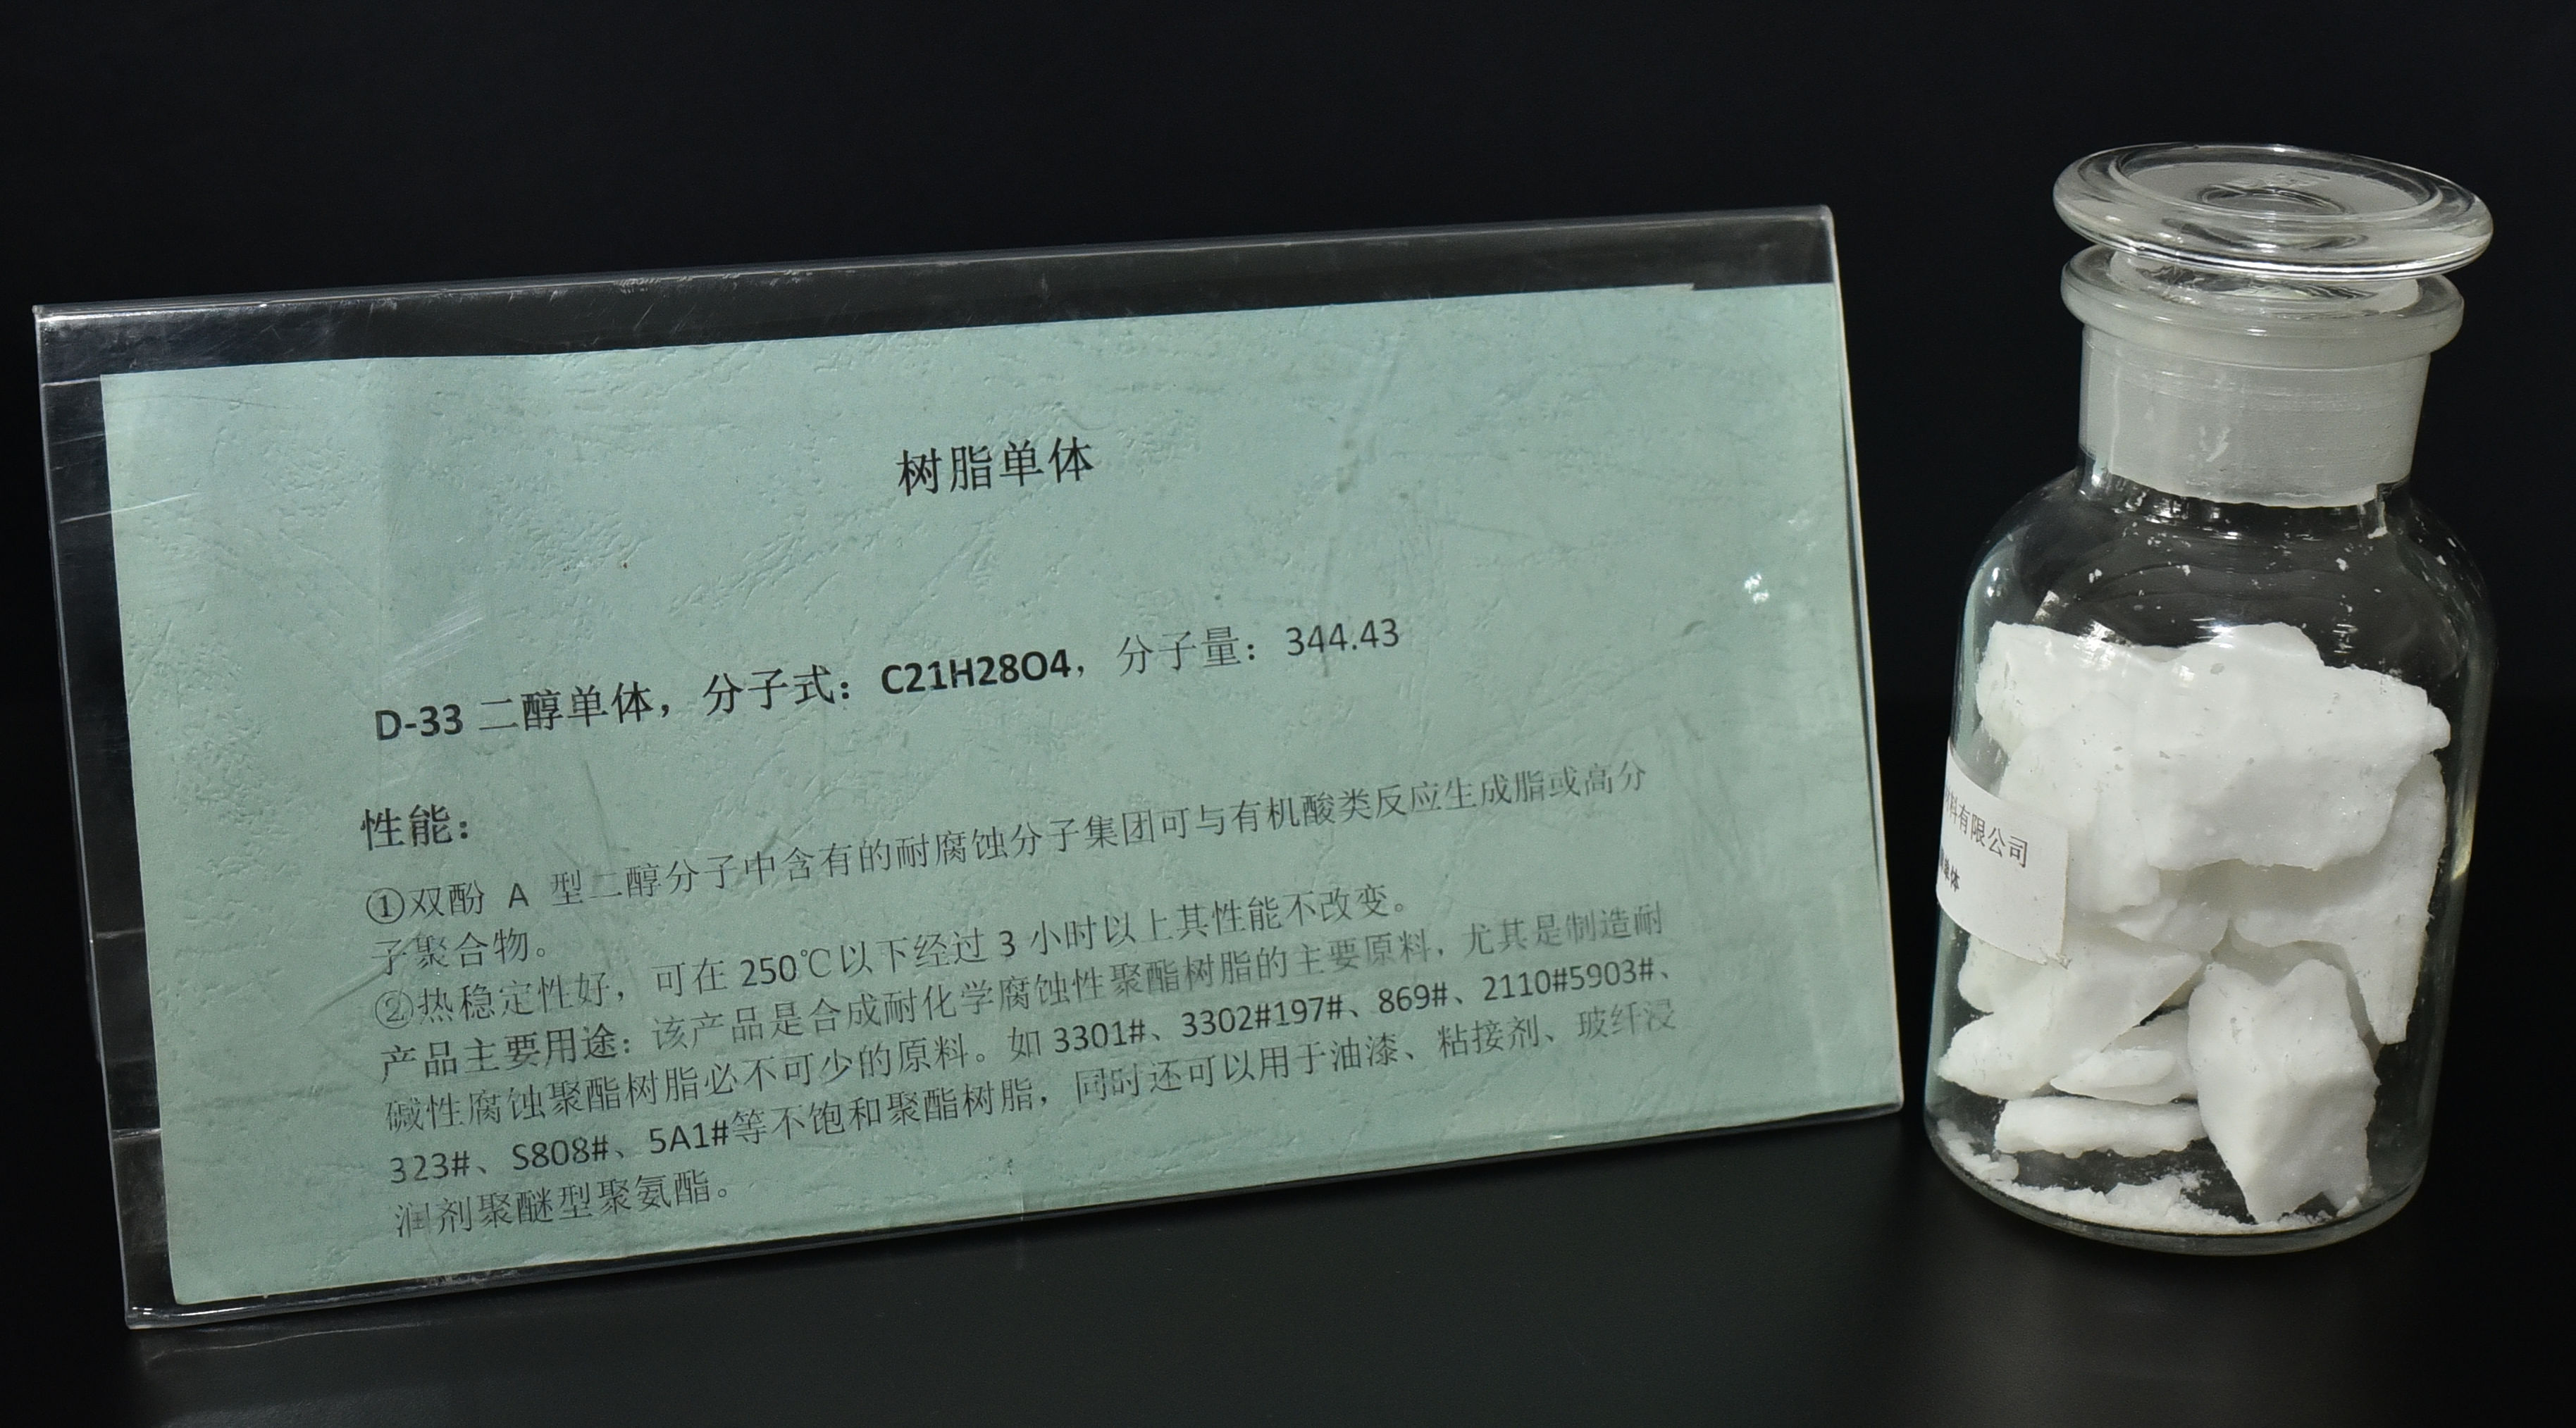 树脂单体
D-33 二醇单体，分子式：C21H28O4，分子量：344.43
性能：
①双酚 A 型二醇分子中含有的耐腐蚀分子集团可与有机酸类反应生成脂或高分
子聚合物。
②热稳定性好，可在 250℃以下经过 3 小时以上其性能不改变。
产品主要用途：该产品是合成耐化学腐蚀性聚酯树脂的主要原料，尤其是制造耐
碱性腐蚀聚酯树脂必不可少的原料。如 3301#、3302#197#、869#、2110#5903#、
323#、S808#、5A1#等不饱和聚酯树脂，同时还可以用于油漆、粘接剂、玻纤浸
润剂聚醚型聚氨酯。
料有限公司
单体